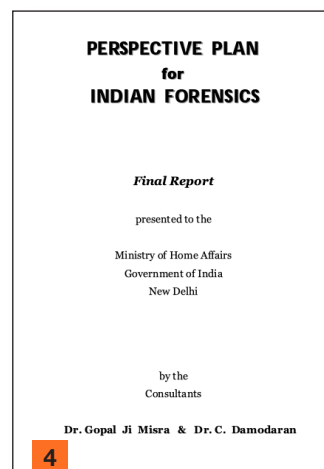 PERSPECTIVE PLAN
for
INDIAN FORENSICS
Final Report
presented to the
Ministry of Home Affairs
Government of India
New Delhi
by the
Consultants
Dr. Gopal Ji Misra & Dr. C. Damodaran
4